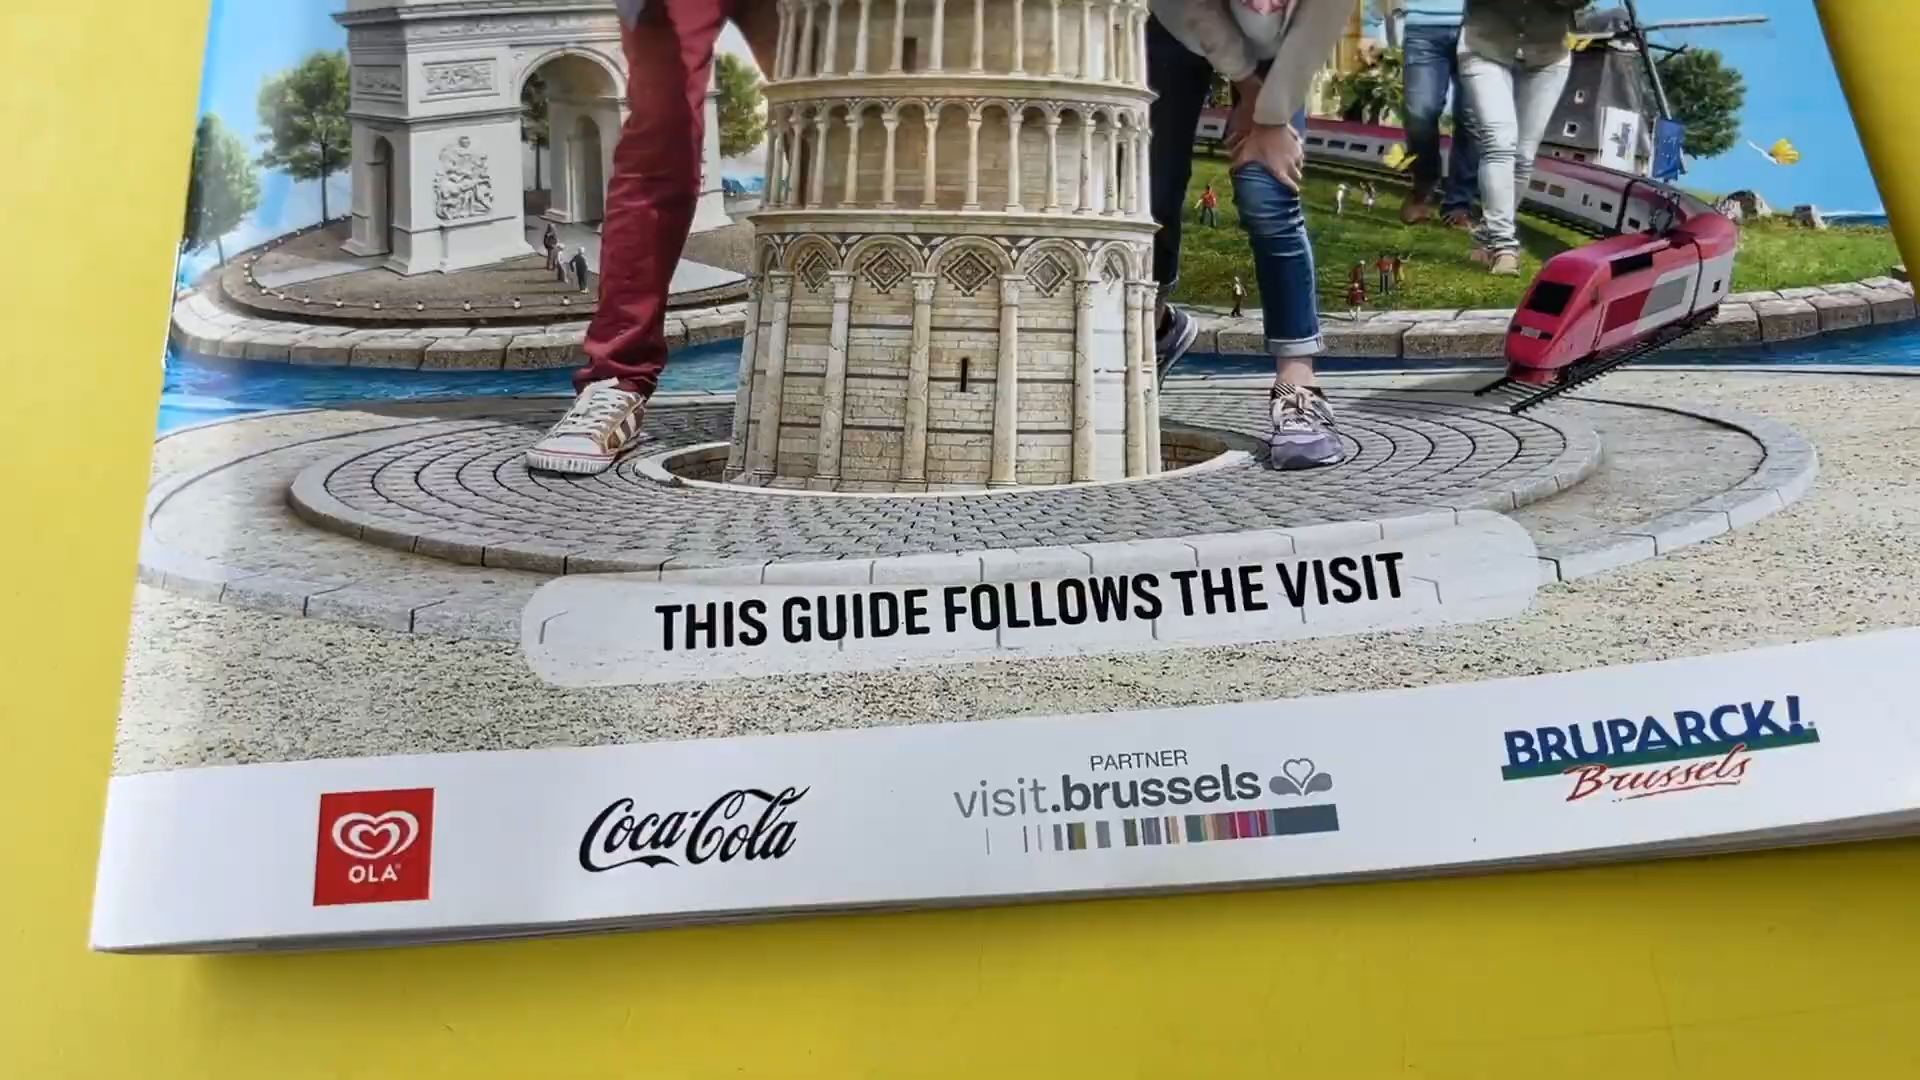 THIS GUIDE FOLLOWS THE VISIT
OLA
Coca-Cola
PARTNER
visit.brussels
BRUPARCK!
Brussels